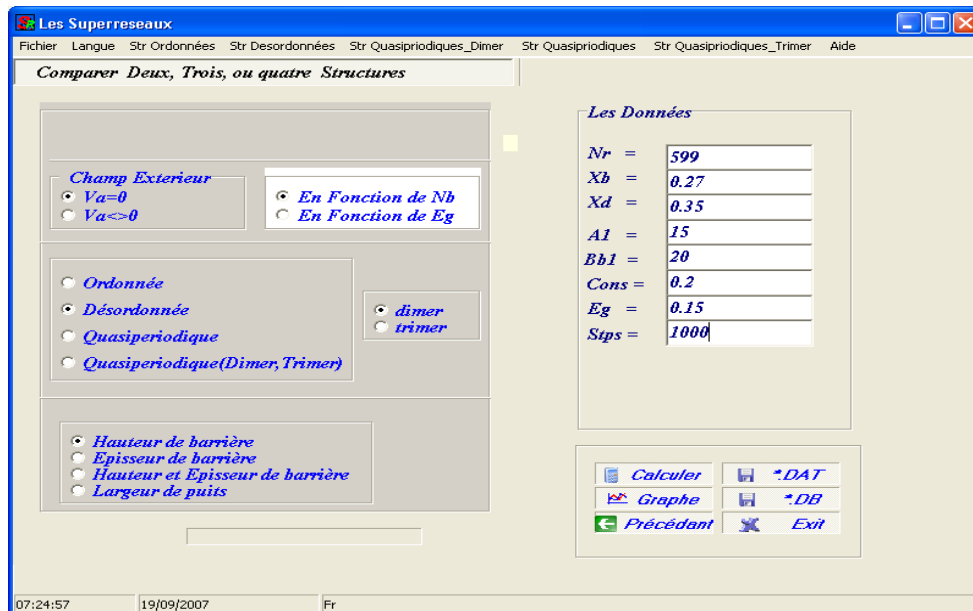 Les Superreseaux
Fichier Langue Str Ordonnées Str Desordonnées Str Quasipriodiques_Dimer Str Quasipriodiques Str Quasipriodiques_Trimer Aide
Comparer Deux, Trois, ou quatre Structures
Champ Exterieur
Va=0
Va<>0
En Fonction de Nb
En Fonction de Eg
Ordonnée
Désordonnée
Quasiperiodique
Quasiperiodique(Dimer,Trimer)
dimer
trimer
Hauteur de barrière
Episseur de barrière
Hauteur et Episseur de barrière
Largeur de puits
Les Données
Nr = 599
Xb = 0.27
Xd = 0.35
A1 = 15
Bb1 = 20
Cons = 0.2
Eg = 0.15
Stps = 1000
Calculer *.DAT
Graphe *.DB
Précédant Exit
07:24:57 19/09/2007 Fr